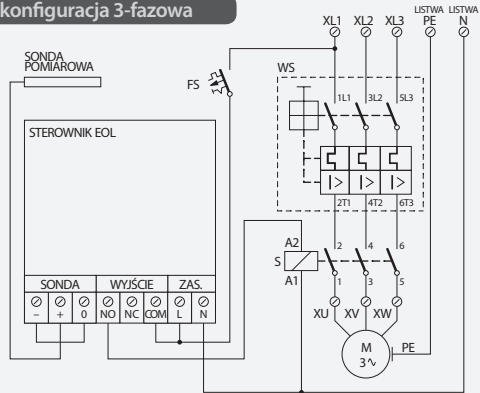 konfiguracja 3-fazowa
LISTWA LISTWA
XL1 XL2 XL3 PE N
SONDA
POMIAROWA
FS
WS
1L1 3L2 5L3
STEROWNIK EOL
I> I> I>
2T1 4T2 6T3
A2 2 4 6
S
A1 1 3 5
SONDA WYJŚCIE ZAS.
– + 0 NO NC COM L N
XU XV XW
M
3∿
PE